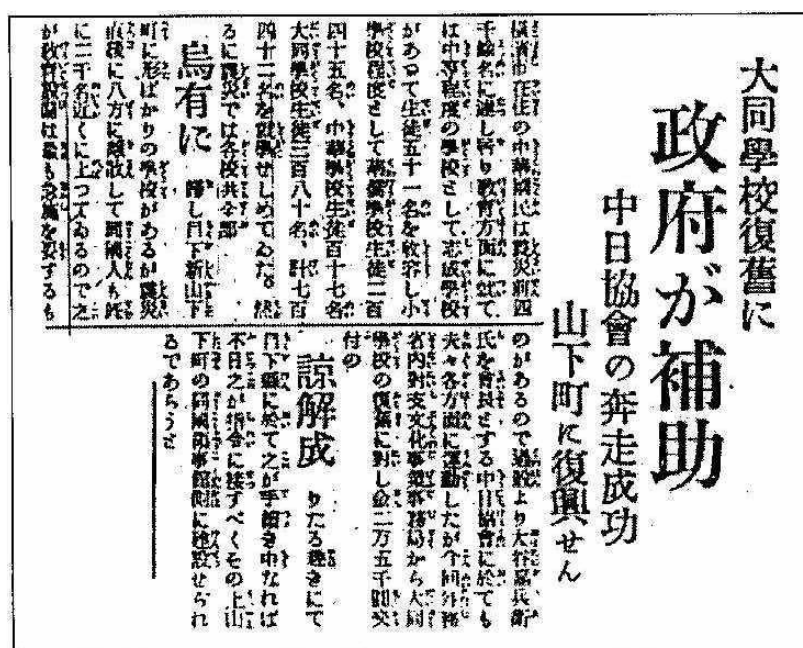 大同學校復舊に
政府が補助
中日協會の奔走成功
山下町に復興せん
横濱市在住の中華國民は震災前四
千餘名に達し居り教育方面に於て
は中等程度の學校として志成學校
があつて生徒五十一名を收容し小
學校程度として華僑學校生徒二百
四十五名、中華學校生徒百十七名
大同學校生徒三百八十名、計七百
四十二名を就學せしめてゐた。然
るに震災では各校共全部
烏有に
歸し目下新山下
町に形ばかりの學校があるが震災
直後に八方に離散して同國人も既
に二千名近くに上つてゐるので之
が教育設備は最も急施を要するも
のがあるので過般より大谷嘉兵衛
氏を會長とする中日協會に於ても
夫々各方面に運動したが今回外務
省内對支文化事業事務局から大同
學校の復舊に對し金二万五千圓交
付の
諒解成
りたる趣きにて
目下縣に於て之が手續き中なれば
不日之が指令に接すべくその上山
下町の同國領事館側に建設せられ
るであらうと